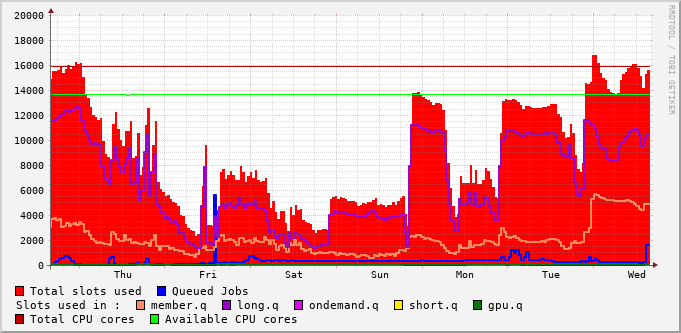 20000
18000
16000
14000
12000
10000
8000
6000
4000
2000
0
Thu Fri Sat Sun Mon Tue Wed
RRDTOOL / TOBI OETIKER
Total slots used Queued Jobs
Slots used in : member.q long.q ondemand.q short.q gpu.q
Total CPU cores Available CPU cores